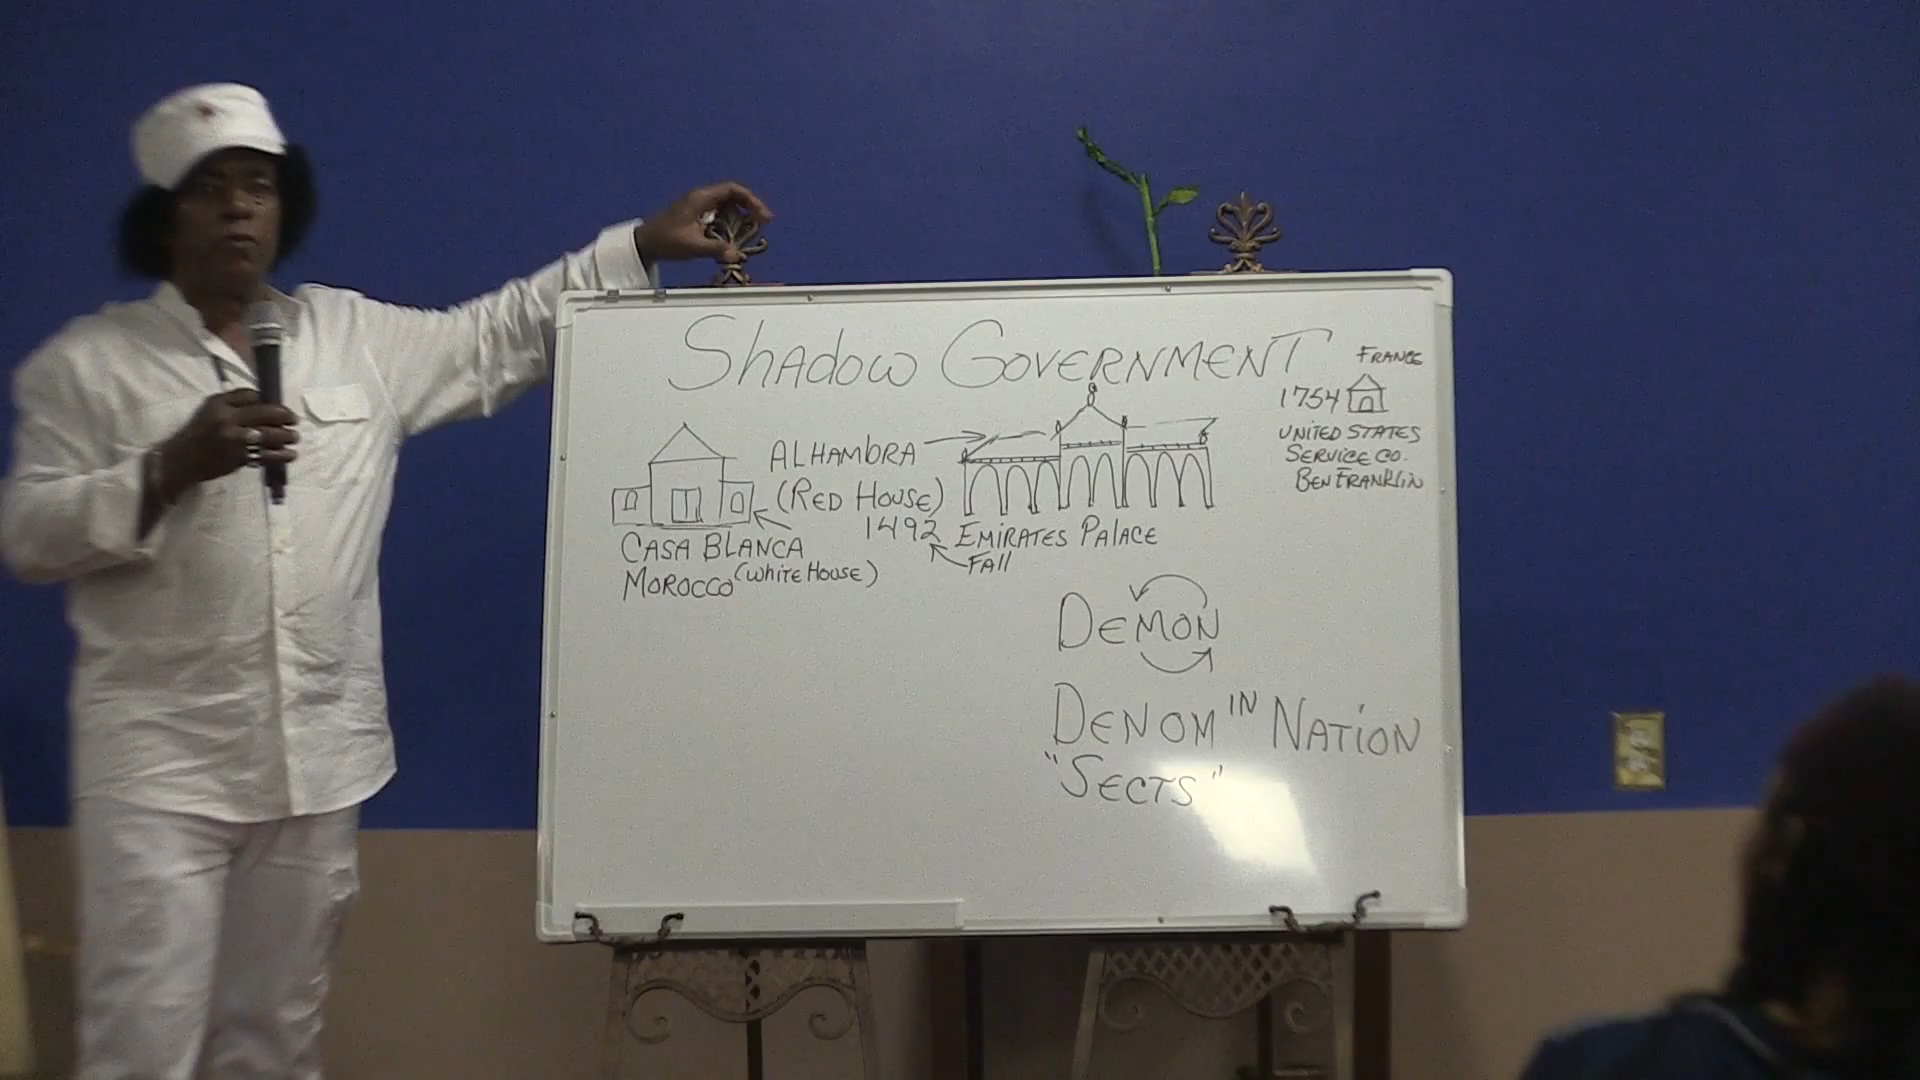 Shadow Government
France
1754
United States
Service Co.
Ben Franklin
Alhambra
(Red House)
1492
Emirates Palace
Fall
Casa Blanca
Morocco (White House)
Demon
Denom in Nation
"Sects"